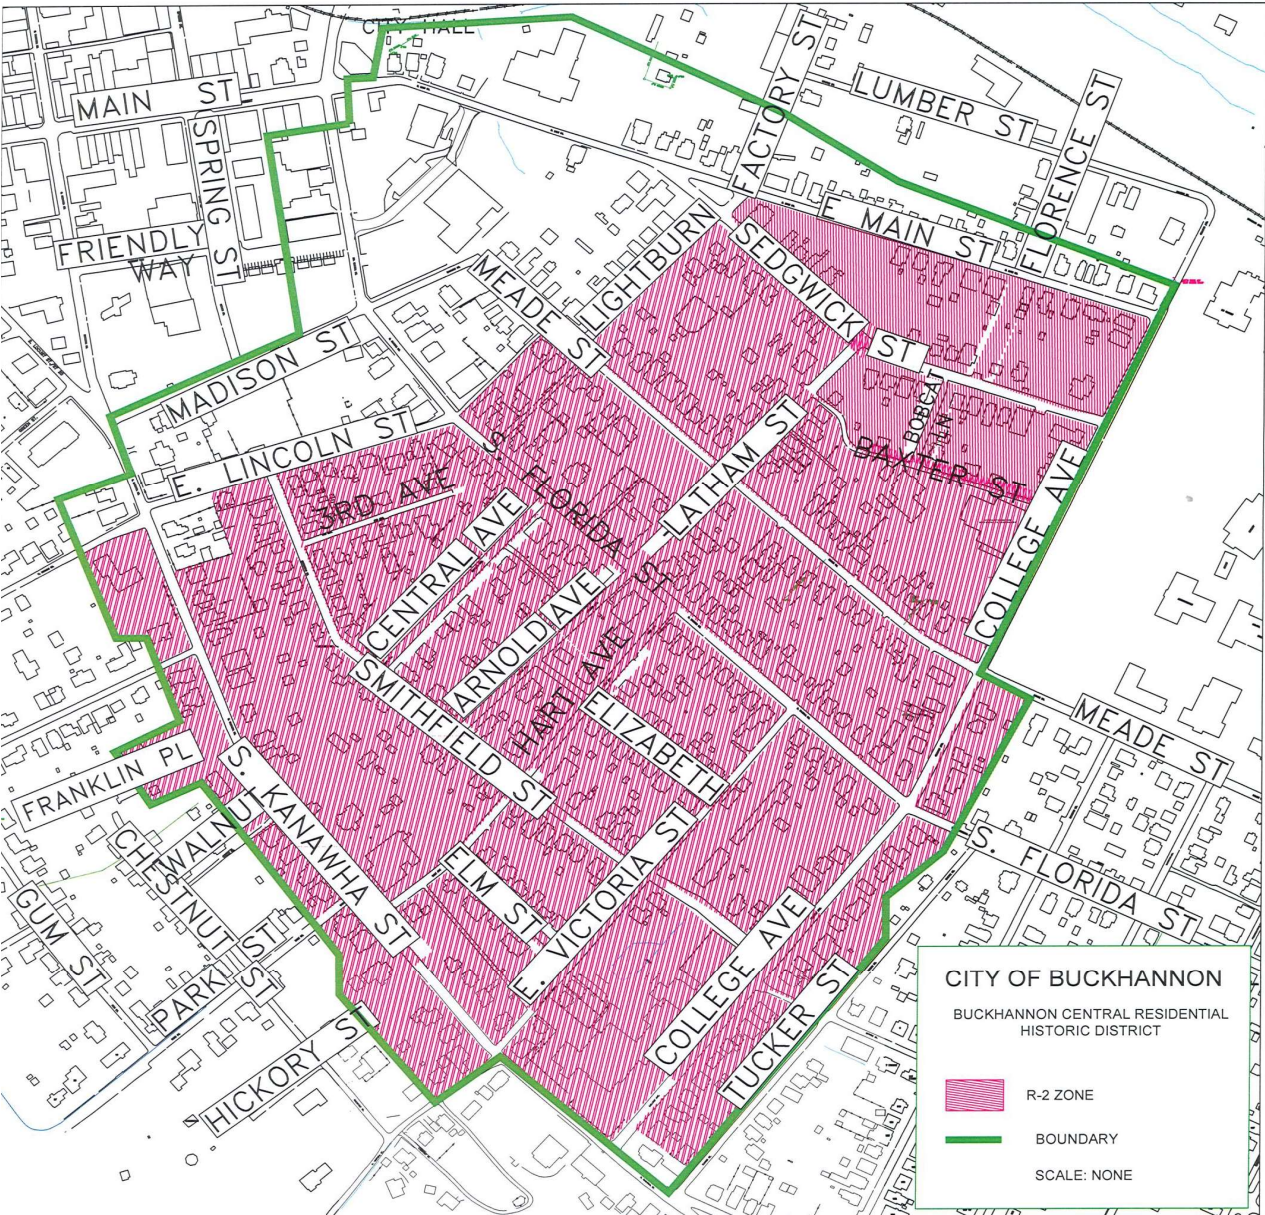 CITY HALL
MAIN ST
SPRING ST
FRIENDLY
WAY
FACTORY ST
LUMBER ST
FLORENCE ST
E MAIN ST
LIGHTBURN
SEDGWICK
ST
MEADE ST
MADISON ST
E. LINCOLN ST
3RD AVE
S. FLORIDA ST
LATHAM ST
BOBCAT
LN
BAXTER ST
COLLEGE AVE
CENTRAL AVE
ARNOLD AVE
HART AVE
SMITHFIELD ST
ELIZABETH
MEADE ST
FRANKLIN PL
S. KANAWHA ST
WALNUT
CHESTNUT ST
GUM ST
PARK ST
HICKORY ST
ELM ST
E. VICTORIA ST
COLLEGE AVE
TUCKER ST
S. FLORIDA ST
CITY OF BUCKHANNON
BUCKHANNON CENTRAL RESIDENTIAL
HISTORIC DISTRICT
R-2 ZONE
BOUNDARY
SCALE: NONE